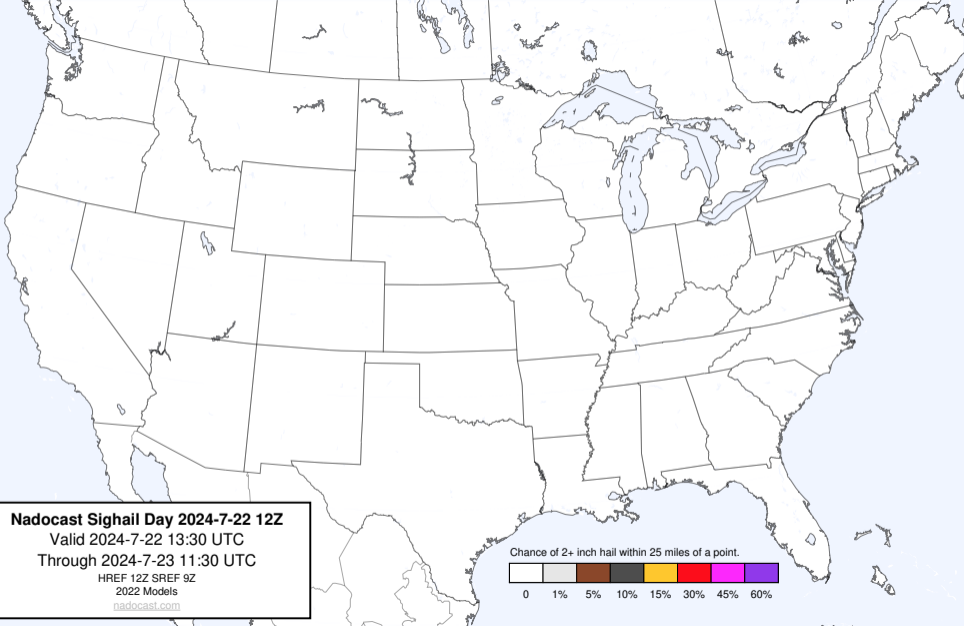 Nadocast Sighail Day 2024-7-22 12Z
Valid 2024-7-22 13:30 UTC
Through 2024-7-23 11:30 UTC
HREF 12Z SREF 9Z
2022 Models
nadocast.com
Chance of 2+ inch hail within 25 miles of a point.
0 1% 5% 10% 15% 30% 45% 60%